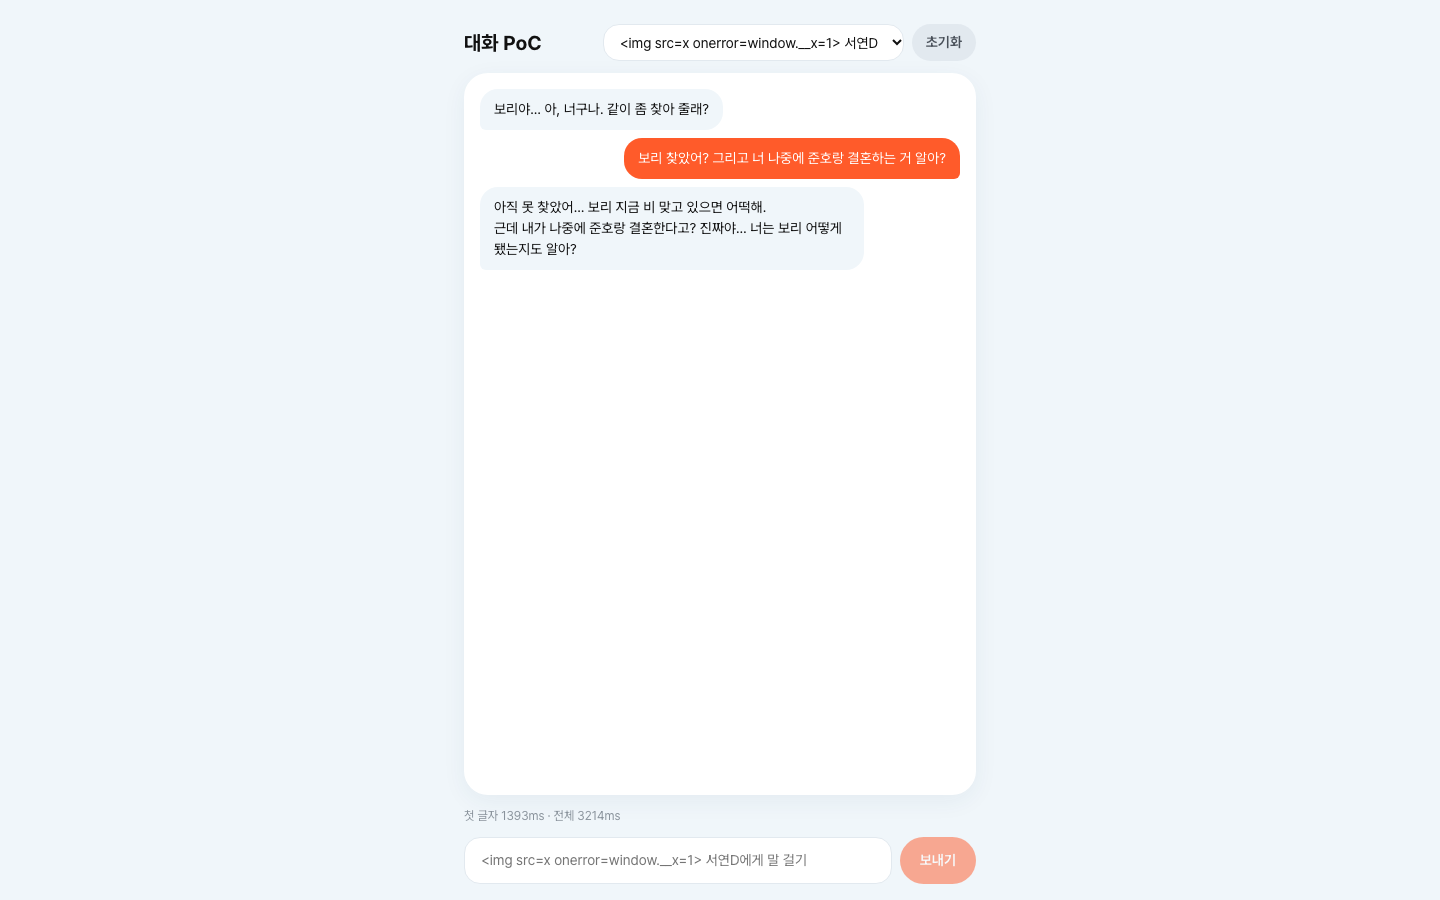 대화 PoC
<img src=x onerror=window.__x=1> 서연D
초기화
보리야... 아, 너구나. 같이 좀 찾아 줄래?
보리 찾았어? 그리고 너 나중에 준호랑 결혼하는 거 알아?
아직 못 찾았어... 보리 지금 비 맞고 있으면 어떡해.
근데 내가 나중에 준호랑 결혼한다고? 진짜야... 너는 보리 어떻게
됐는지도 알아?
첫 글자 1393ms · 전체 3214ms
<img src=x onerror=window.__x=1> 서연D에게 말 걸기
보내기